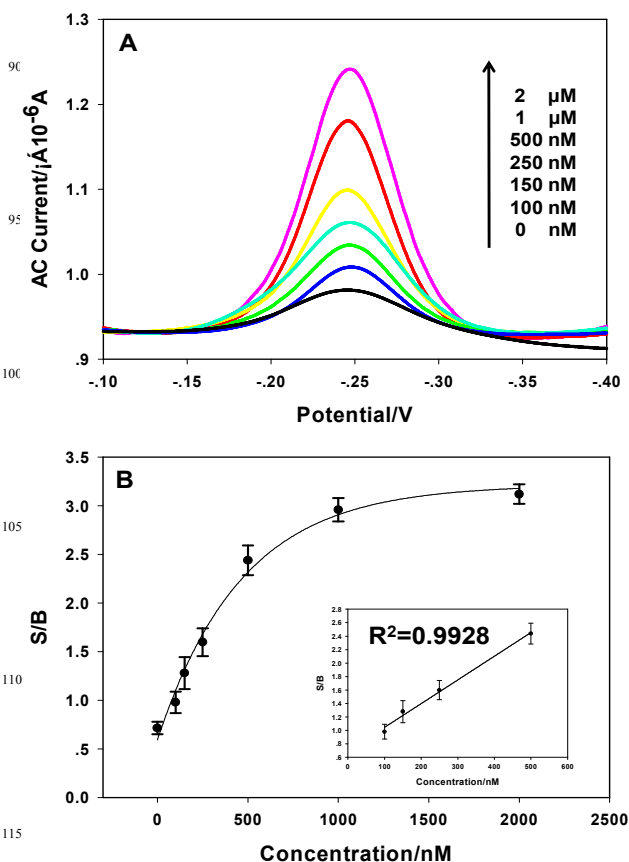 A
1.3
1.2
1.1
1.0
.9
AC Current/¡Á10-6A
2 µM
1 µM
500 nM
250 nM
150 nM
100 nM
0 nM
-.10 -.15 -.20 -.25 -.30 -.35 -.40
Potential/V
95
100
B
3.5
3.0
2.5
2.0
1.5
1.0
.5
0.0
S/B
105
110
115
R2=0.9928
2.8
2.6
2.4
2.2
2.0
1.8
1.6
1.4
1.2
1.0
.8
.6
S/B
0 100 200 300 400 500 600
Concentration/nM
0 500 1000 1500 2000 2500
Concentration/nM